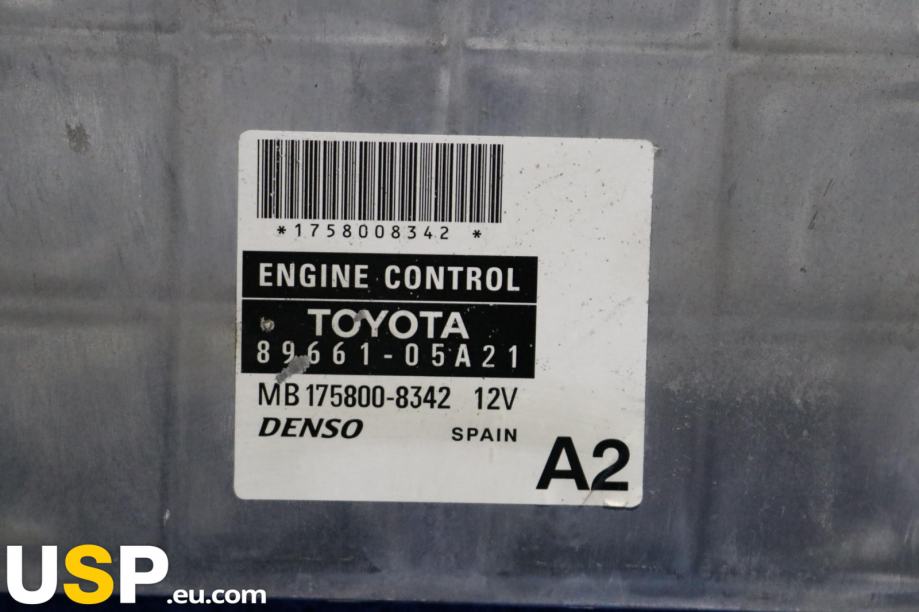 *1758008342 *
ENGINE CONTROL
TOYOTA
89661-05A21
MB 175800-8342 12V
DENSO SPAIN
A2
USP.eu.com